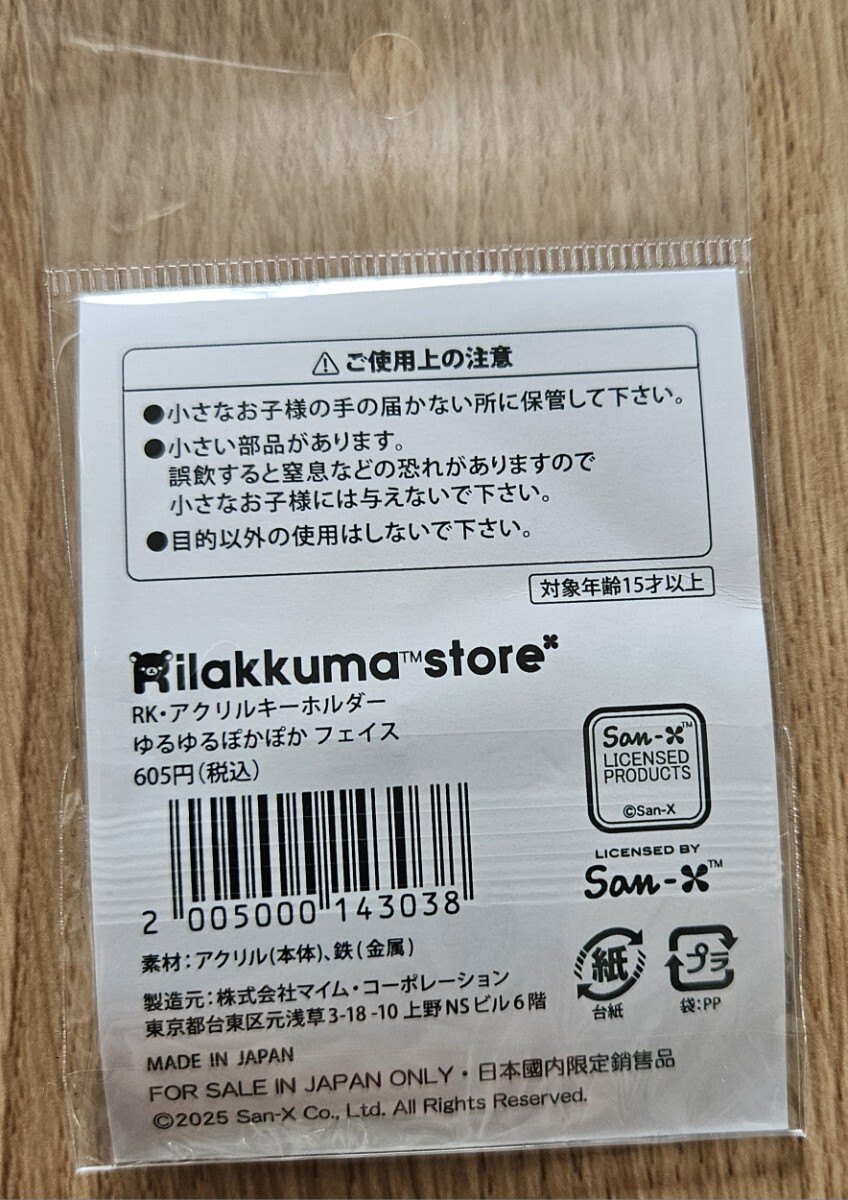 ⚠ご使用上の注意
●小さなお子様の手の届かない所に保管して下さい。
●小さい部品があります。
誤飲すると窒息などの恐れがありますので
小さなお子様には与えないで下さい。
●目的以外の使用はしないで下さい。
対象年齢15才以上
Rilakkuma™store
RK・アクリルキーホルダー
ゆるゆるぽかぽか フェイス
605円(税込)
San-X™
LICENSED
PRODUCTS
©San-X
LICENSED BY
San-X™
2 005000 143038
素材:アクリル(本体)、鉄(金属)
紙
台紙
プラ
袋:PP
製造元:株式会社マイム・コーポレーション
東京都台東区元浅草3-18-10 上野NSビル6階
MADE IN JAPAN
FOR SALE IN JAPAN ONLY・日本國内限定銷售品
©2025 San-X Co., Ltd. All Rights Reserved.